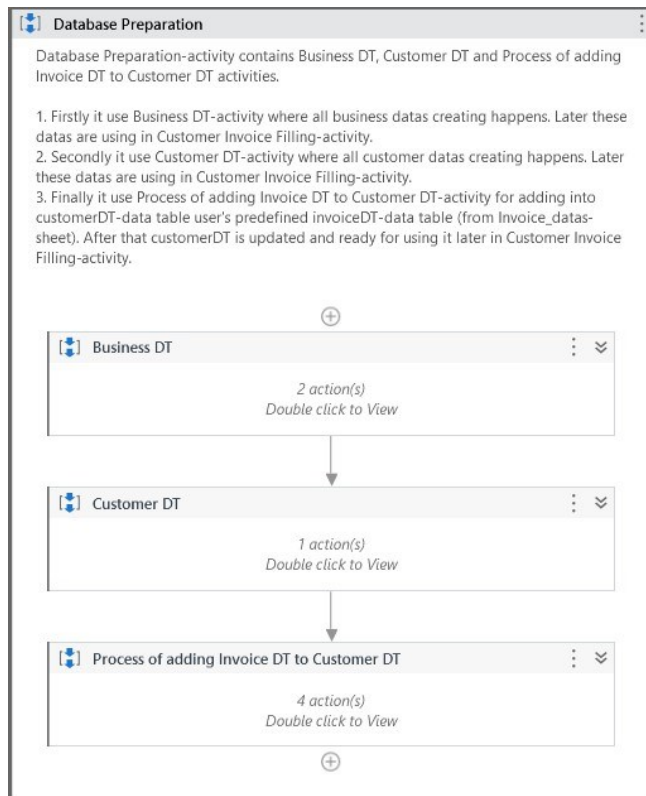 Database Preparation
Database Preparation-activity contains Business DT, Customer DT and Process of adding
Invoice DT to Customer DT activities.
1. Firstly it use Business DT-activity where all business datas creating happens. Later these
datas are using in Customer Invoice Filling-activity.
2. Secondly it use Customer DT-activity where all customer datas creating happens. Later
these datas are using in Customer Invoice Filling-activity.
3. Finally it use Process of adding Invoice DT to Customer DT-activity for adding into
customerDT-data table user's predefined invoiceDT-data table (from Invoice_datas-
sheet). After that customerDT is updated and ready for using it later in Customer Invoice
Filling-activity.
Business DT
2 action(s)
Double click to View
Customer DT
1 action(s)
Double click to View
Process of adding Invoice DT to Customer DT
4 action(s)
Double click to View